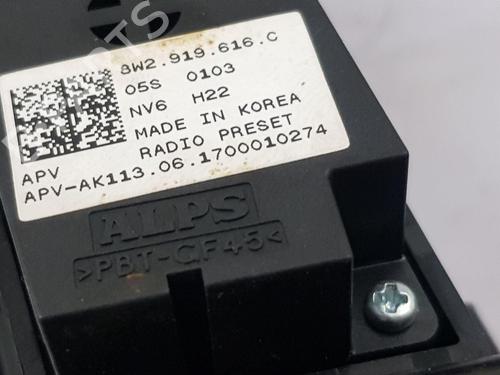 8W2.919.616.C
05S 0103
NV6 H22
MADE IN KOREA
RADIO PRESET
APV
APV-AK113.06.1700010274
ALPS
>PBT-GF45<